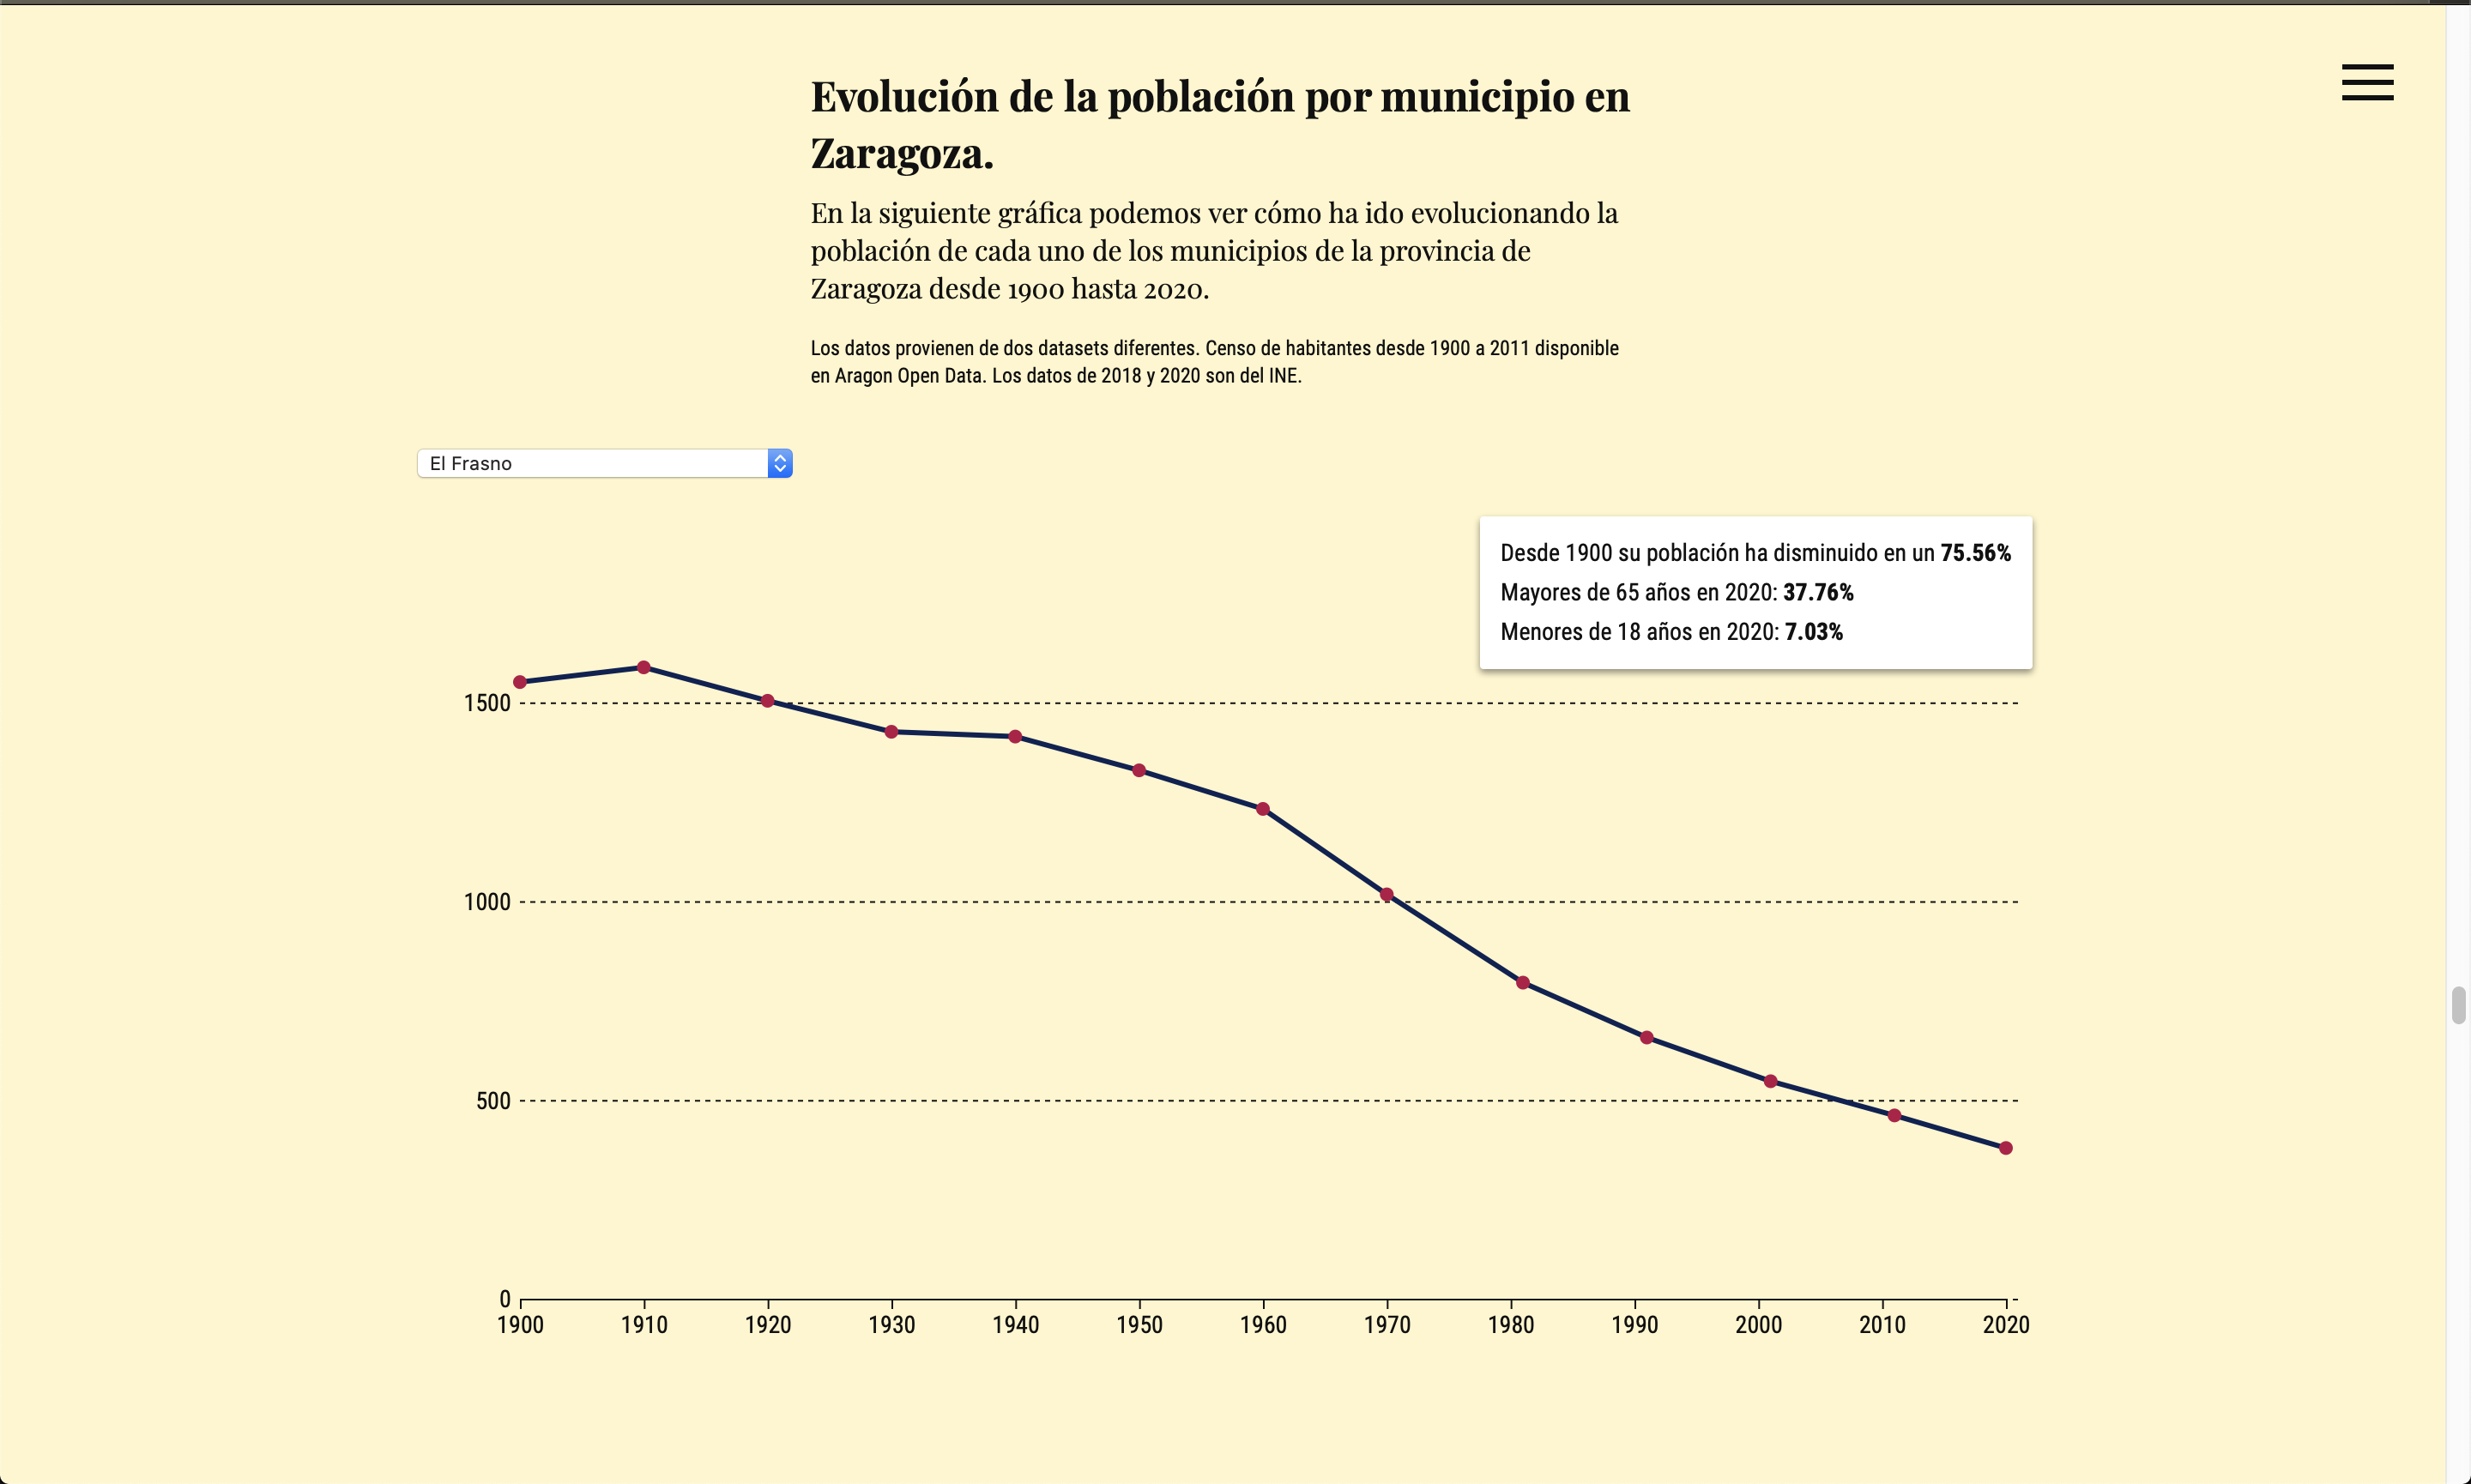 Evolución de la población por municipio en
Zaragoza.
En la siguiente gráfica podemos ver cómo ha ido evolucionando la
población de cada uno de los municipios de la provincia de
Zaragoza desde 1900 hasta 2020.
Los datos provienen de dos datasets diferentes. Censo de habitantes desde 1900 a 2011 disponible
en Aragon Open Data. Los datos de 2018 y 2020 son del INE.
El Frasno
Desde 1900 su población ha disminuido en un 75.56%
Mayores de 65 años en 2020: 37.76%
Menores de 18 años en 2020: 7.03%
1500
1000
500
0
1900 1910 1920 1930 1940 1950 1960 1970 1980 1990 2000 2010 2020